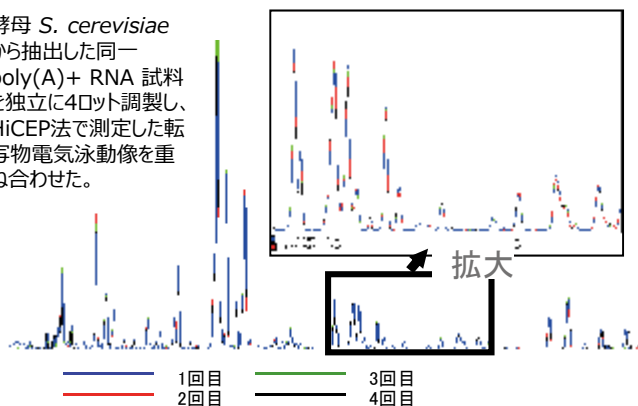 酵母 S. cerevisiae
から抽出した同一
poly(A)+ RNA 試料
を独立に4ロット調製し、
HiCEP法で測定した転
写物電気泳動像を重
ね合わせた。
拡大
1回目
3回目
2回目
4回目